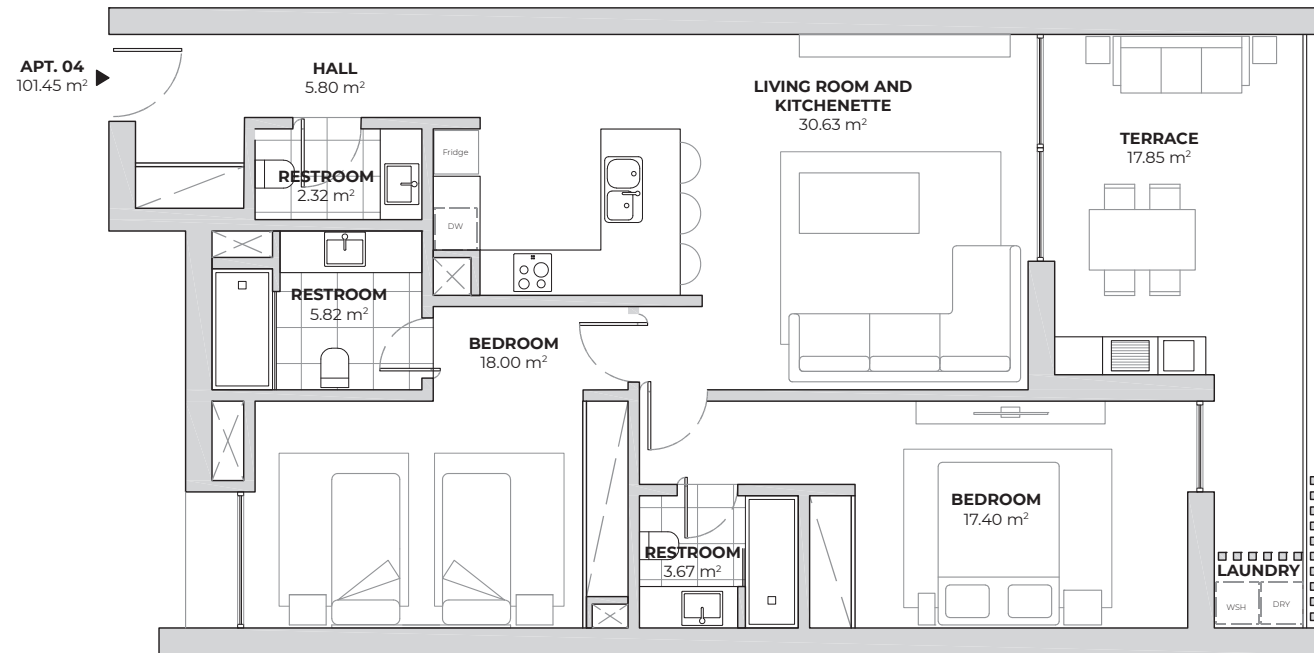 APT. 04
101.45 m²
HALL
5.80 m²
LIVING ROOM AND
KITCHENETTE
30.63 m²
TERRACE
17.85 m²
Fridge
RESTROOM
2.32 m²
DW
RESTROOM
5.82 m²
BEDROOM
18.00 m²
BEDROOM
17.40 m²
RESTROOM
3.67 m²
LAUNDRY
WSH
DRY